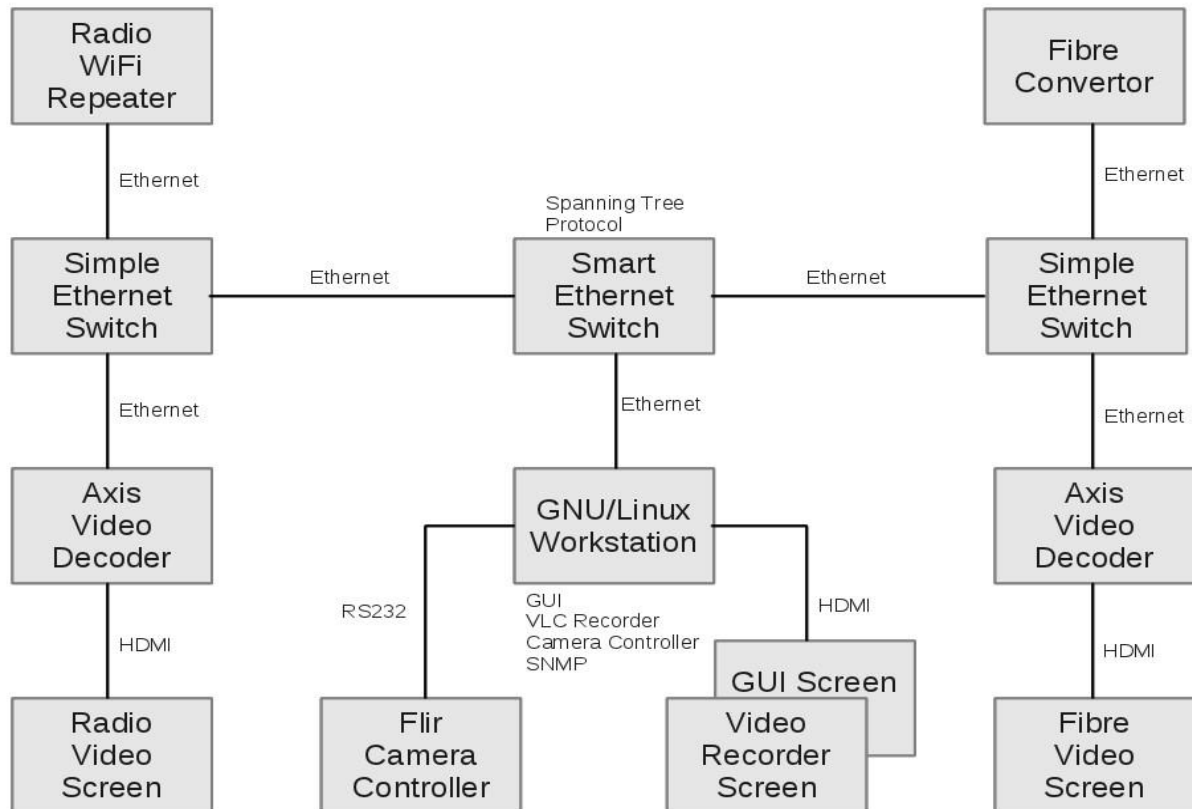 Radio
WiFi
Repeater
Fibre
Convertor
Ethernet
Ethernet
Spanning Tree
Protocol
Simple
Ethernet
Switch
Ethernet
Smart
Ethernet
Switch
Ethernet
Simple
Ethernet
Switch
Ethernet
Ethernet
Ethernet
Axis
Video
Decoder
GNU/Linux
Workstation
Axis
Video
Decoder
HDMI
RS232
GUI
VLC Recorder
Camera Controller
SNMP
HDMI
HDMI
Radio
Video
Screen
Flir
Camera
Controller
GUI Screen
Video
Recorder
Screen
Fibre
Video
Screen